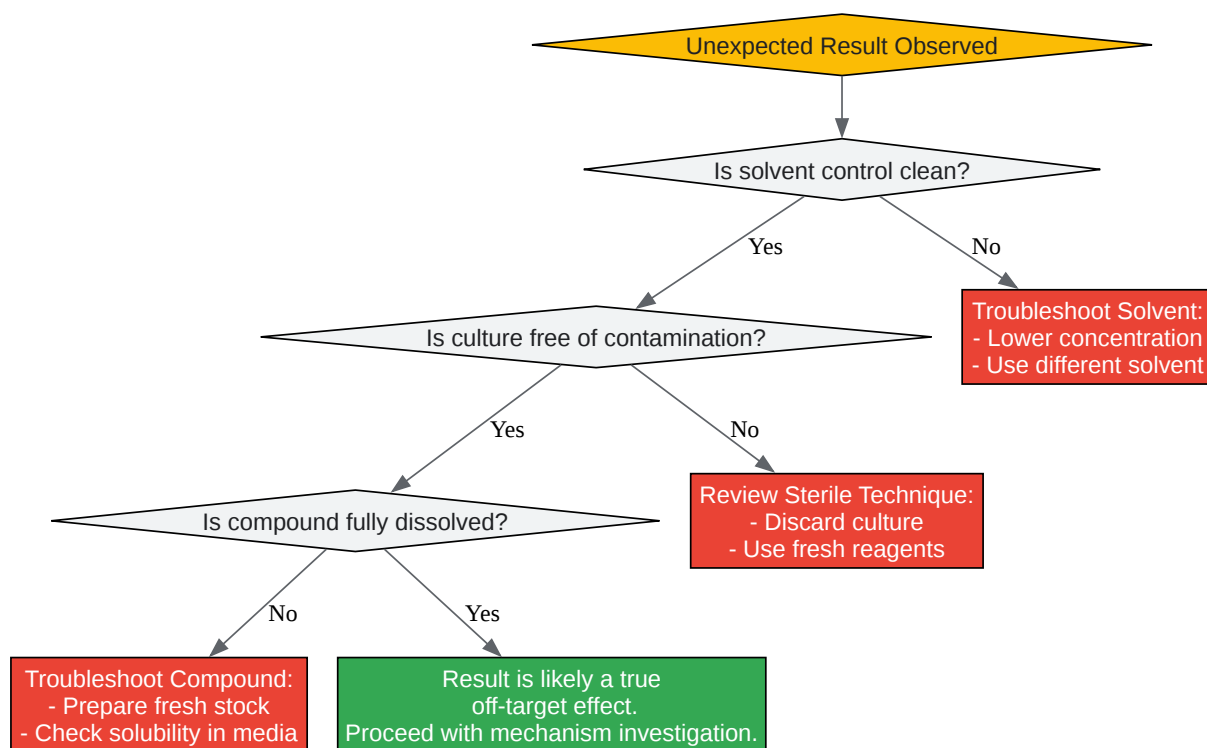 Unexpected Result Observed
Is solvent control clean?
Yes
No
Is culture free of contamination?
Troubleshoot Solvent:
- Lower concentration
- Use different solvent
Yes
No
Is compound fully dissolved?
Review Sterile Technique:
- Discard culture
- Use fresh reagents
No
Yes
Troubleshoot Compound:
- Prepare fresh stock
- Check solubility in media
Result is likely a true
off-target effect.
Proceed with mechanism investigation.